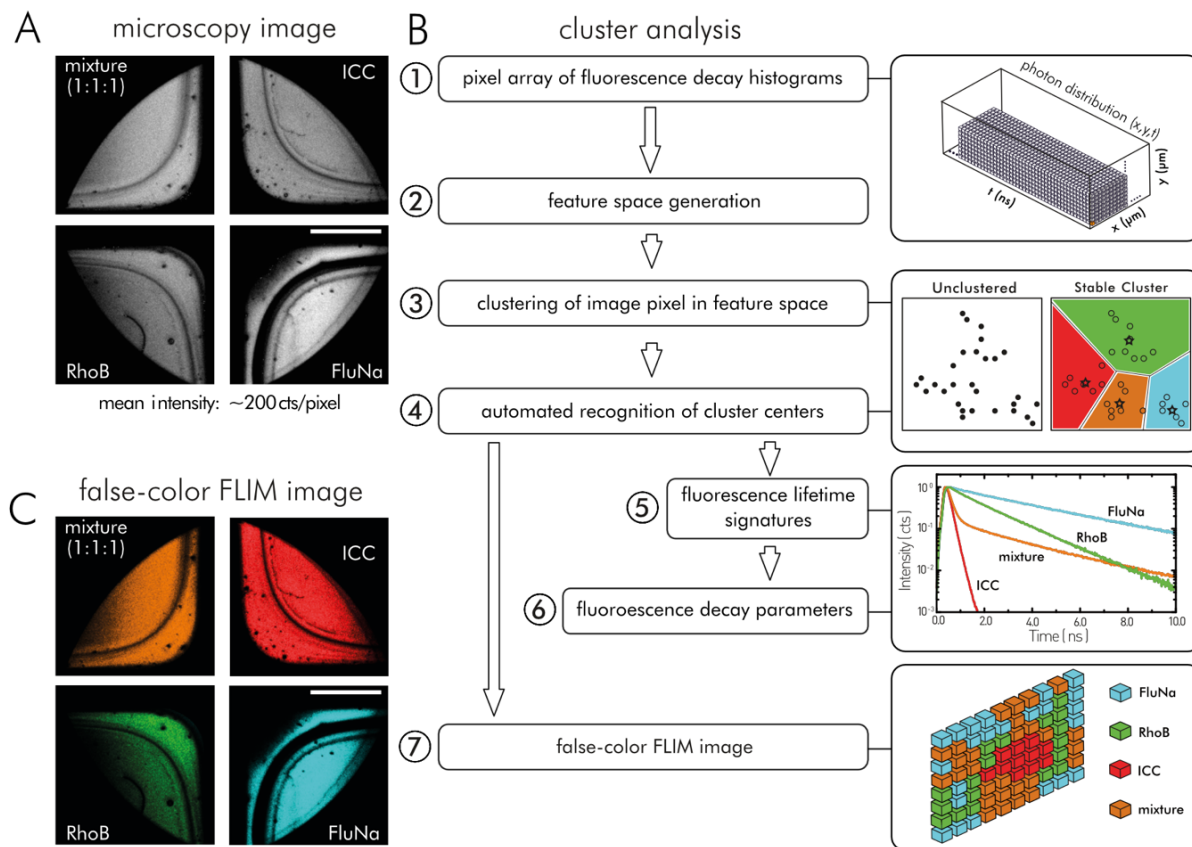 A
microscopy image
mixture
(1:1:1)
ICC
RhoB
FluNa
mean intensity: ~200cts/pixel
C
false-color FLIM image
mixture
(1:1:1)
ICC
RhoB
FluNa
B
cluster analysis
1 pixel array of fluorescence decay histograms
2 feature space generation
3 clustering of image pixel in feature space
4 automated recognition of cluster centers
5 fluorescence lifetime
signatures
6 fluoroescence decay parameters
7 false-color FLIM image
photon distribution (x,y,t)
t (ns)
x (µm)
y (µm)
Unclustered
Stable Cluster
Intensity [cts]
10⁰
10⁻¹
10⁻²
10⁻³
FluNa
RhoB
mixture
ICC
0.0 2.0 4.0 6.0 8.0 10.0
Time [ns]
FluNa
RhoB
ICC
mixture